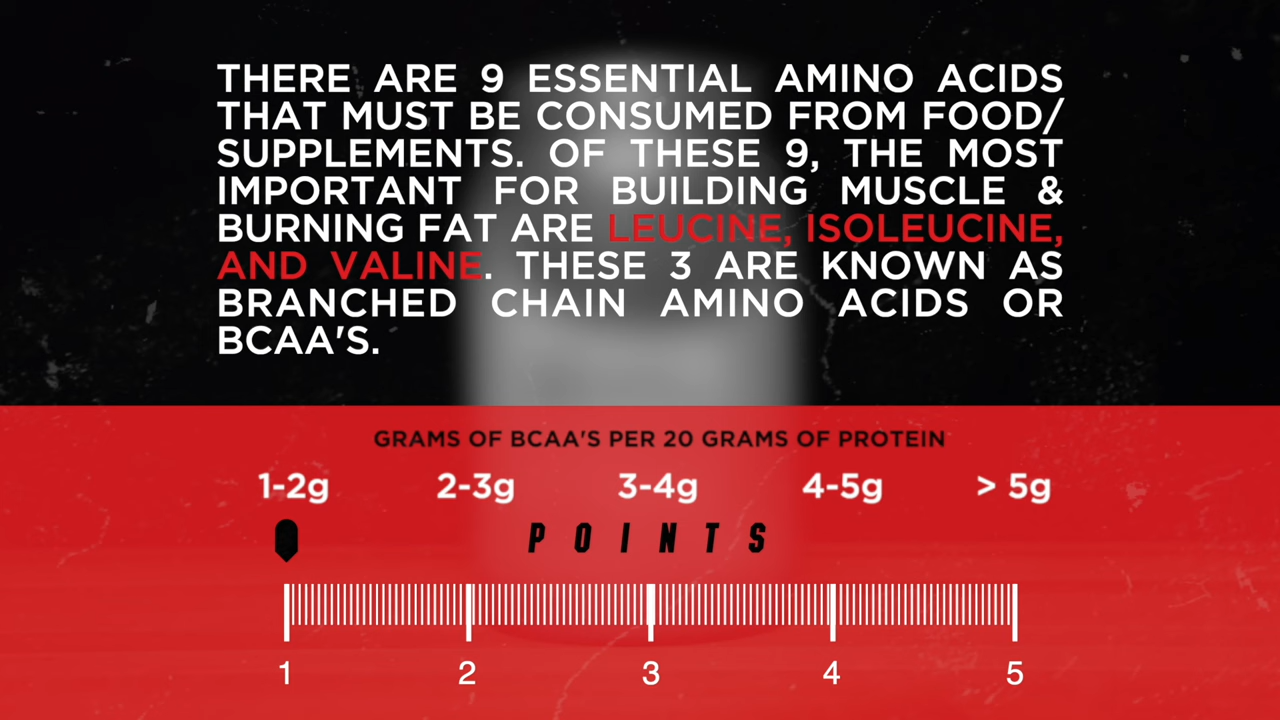 THERE ARE 9 ESSENTIAL AMINO ACIDS
THAT MUST BE CONSUMED FROM FOOD/
SUPPLEMENTS. OF THESE 9, THE MOST
IMPORTANT FOR BUILDING MUSCLE &
BURNING FAT ARE LEUCINE, ISOLEUCINE,
AND VALINE. THESE 3 ARE KNOWN AS
BRANCHED CHAIN AMINO ACIDS OR
BCAA'S.
GRAMS OF BCAA'S PER 20 GRAMS OF PROTEIN
1-2g 2-3g 3-4g 4-5g > 5g
POINTS
1 2 3 4 5